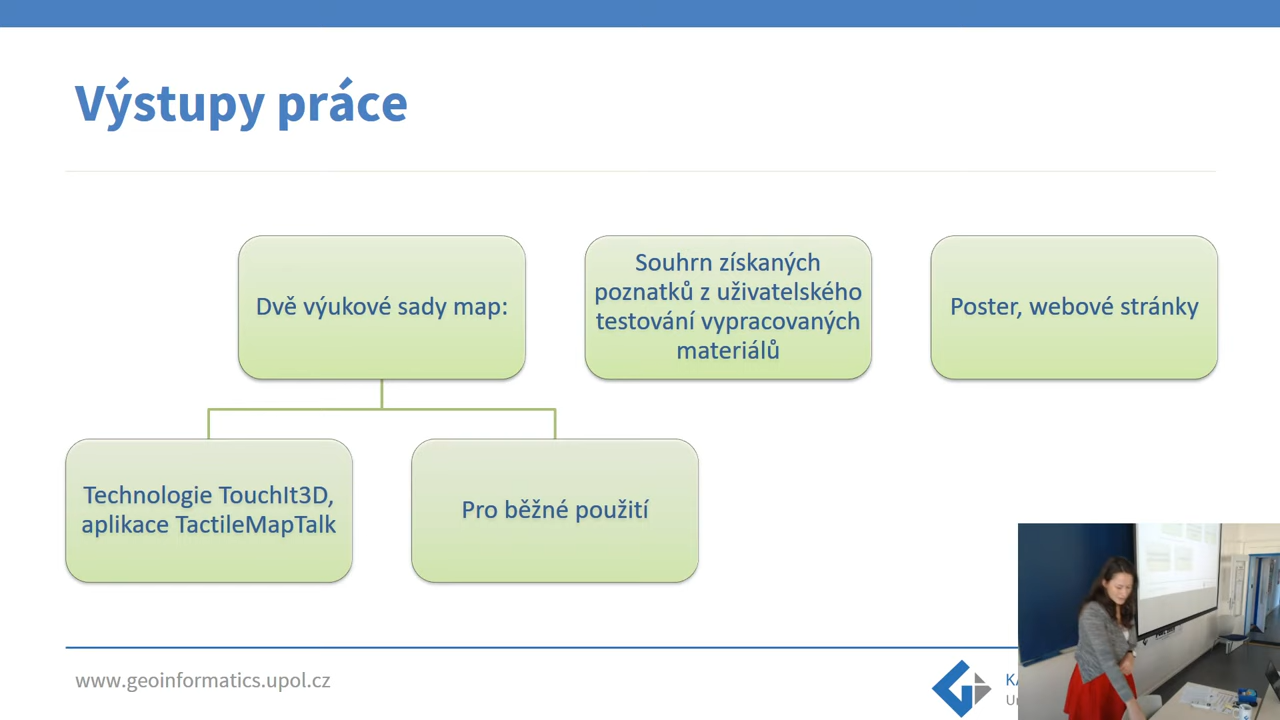 Výstupy práce
Dvě výukové sady map:
Souhrn získaných
poznatků z uživatelského
testování vypracovaných
materiálů
Poster, webové stránky
Technologie TouchIt3D,
aplikace TactileMapTalk
Pro běžné použití
www.geoinformatics.upol.cz